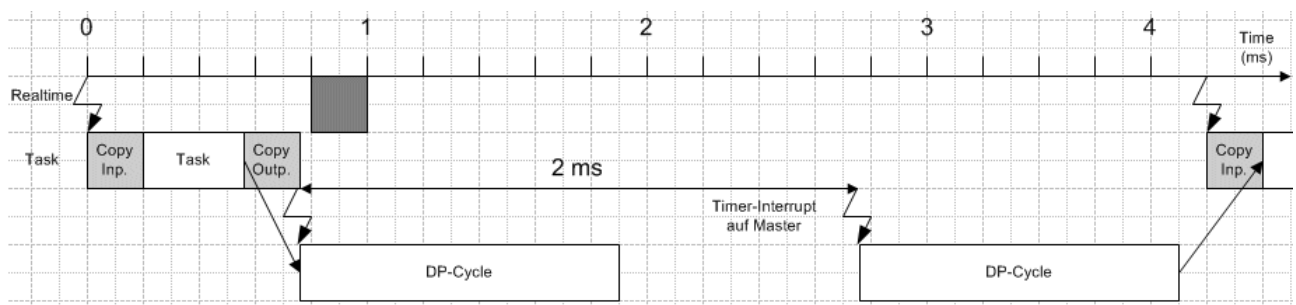 0 1 2 3 4
Time
(ms)
Realtime
Task
Copy
Inp.
Task
Copy
Outp.
2 ms
Copy
Inp.
Timer-Interrupt
auf Master
DP-Cycle
DP-Cycle